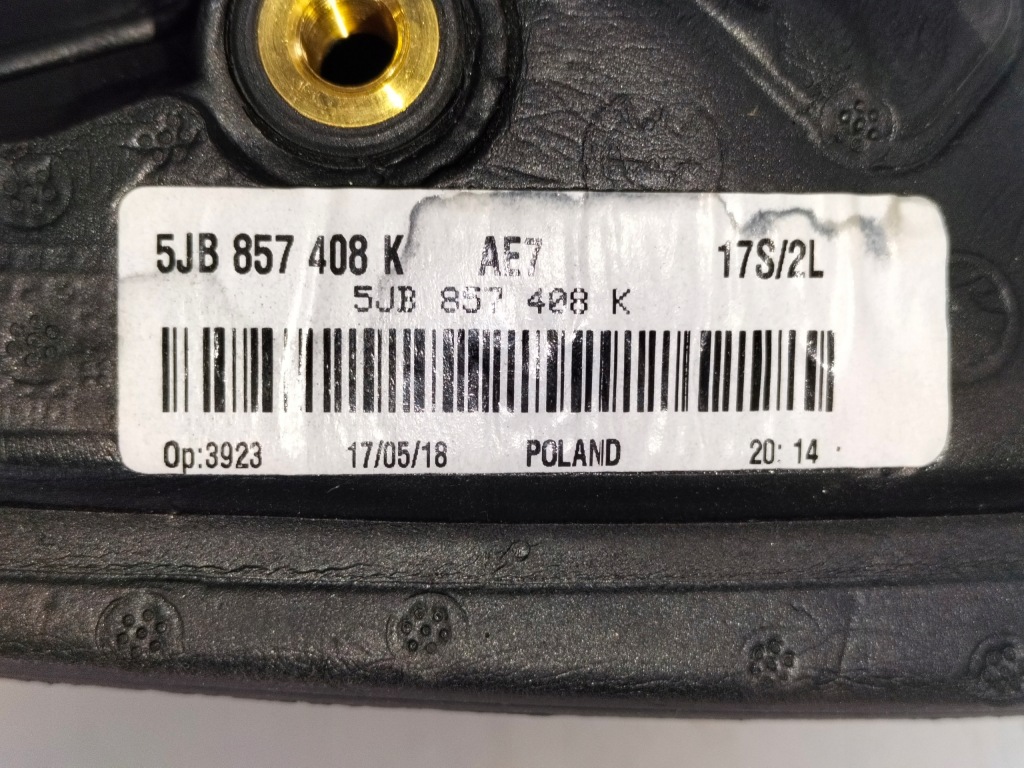 5JB 857 408 K AE7 17S/2L
5JB 857 408 K
Op:3923 17/05/18 POLAND 20:14